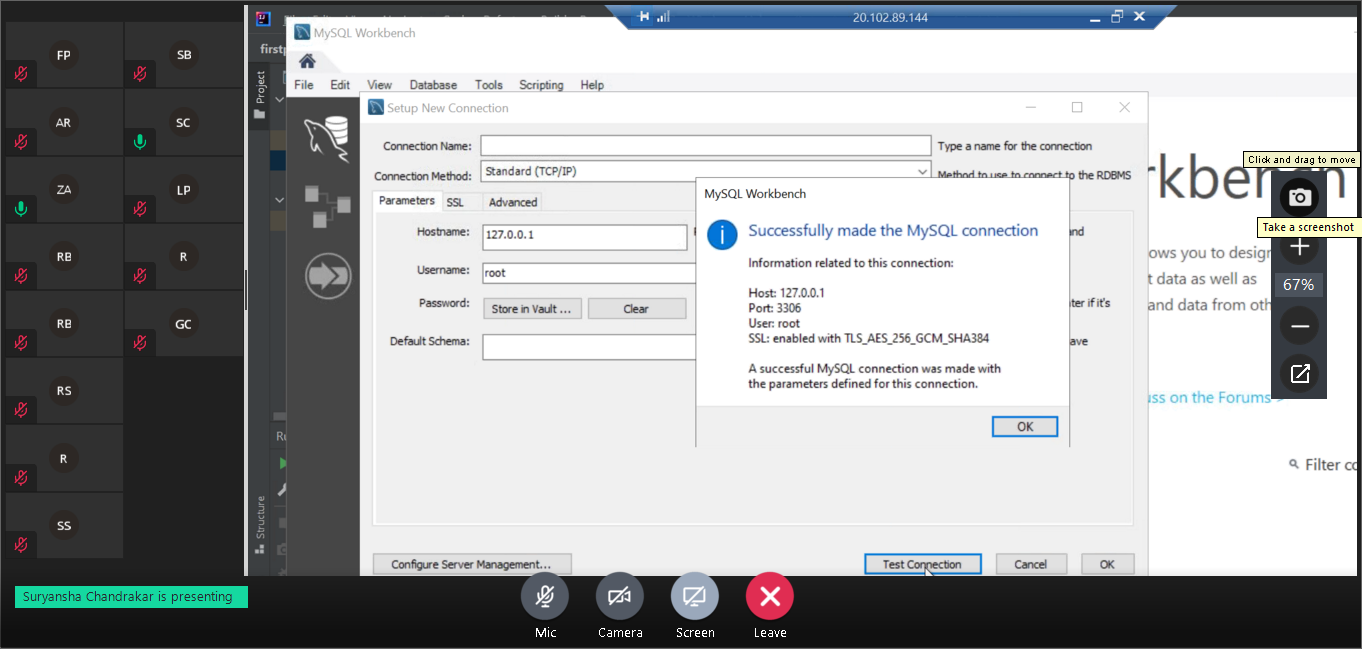 FP
SB
AR
SC
ZA
LP
RB
R
RB
GC
RS
R
SS
Suryansha Chandrakar is presenting
firstp
Project
Structure
20.102.89.144
MySQL Workbench
File Edit View Database Tools Scripting Help
Setup New Connection
Connection Name:
Type a name for the connection
Connection Method: Standard (TCP/IP)
Method to use to connect to the RDBMS
Parameters SSL Advanced
Hostname: 127.0.0.1
and
Username: root
Password: Store in Vault ... Clear
ter if it's
Default Schema:
ave
MySQL Workbench
Successfully made the MySQL connection
Information related to this connection:
Host: 127.0.0.1
Port: 3306
User: root
SSL: enabled with TLS_AES_256_GCM_SHA384
A successful MySQL connection was made with
the parameters defined for this connection.
OK
Configure Server Management...
Test Connection
Cancel
OK
rkbench
Click and drag to move
Take a screenshot
67%
ows you to design
t data as well as
and data from oth
uss on the Forums >
Filter co
Mic
Camera
Screen
Leave